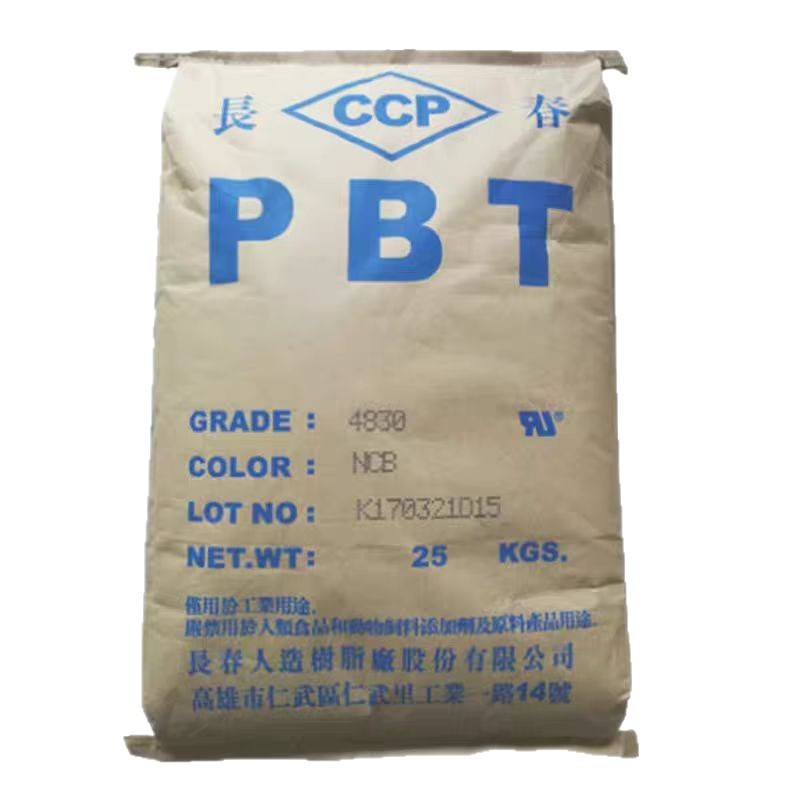 長 CCP 春
PBT
GRADE : 4830
COLOR : NCB
LOT NO : K170321D15
NET.WT: 25 KGS.
僅用於工業用途.
嚴禁用於人類食品和動物飼料添加劑及原料產品用途.
長春人造樹脂廠股份有限公司
高雄市仁武區仁武里工業一路14號